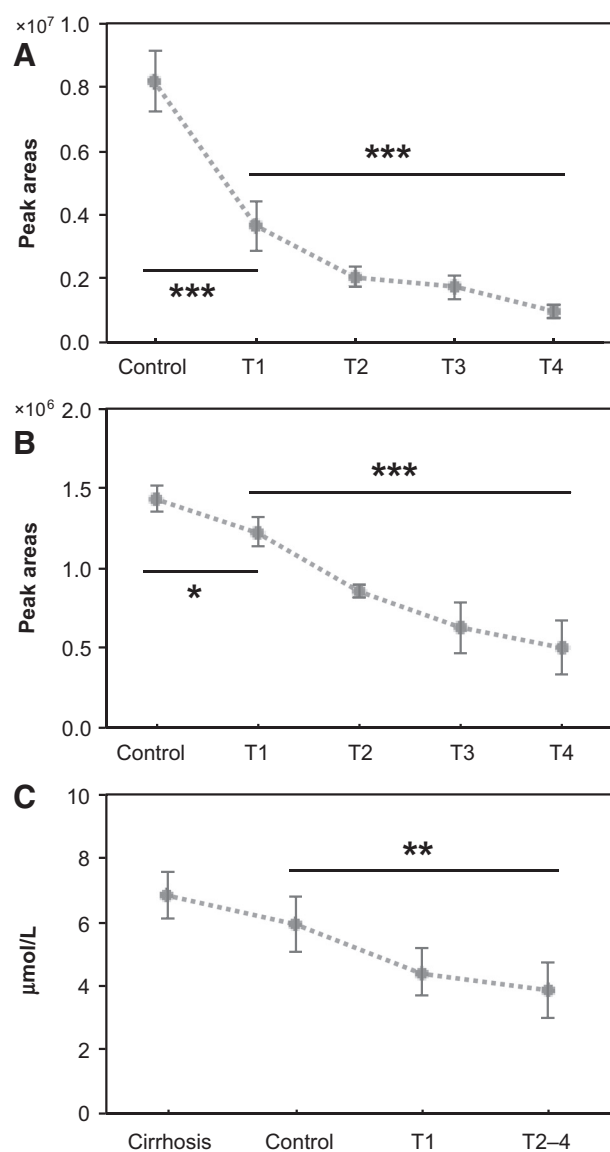 ×10⁷ 1.0
A
0.8
0.6
0.4
0.2
0.0
Peak areas
***
***
Control T1 T2 T3 T4
×10⁶ 2.0
B
1.5
1.0
0.5
0.0
Peak areas
***
*
Control T1 T2 T3 T4
C
10
8
6
4
2
0
µmol/L
**
Cirrhosis Control T1 T2–4